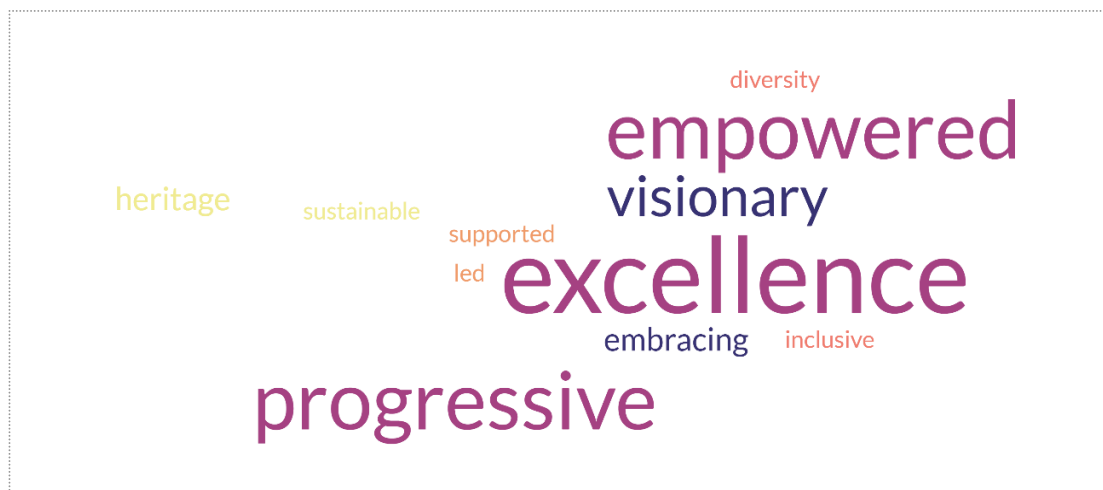 diversity
empowered
heritage
visionary
sustainable
supported
led
excellence
embracing
inclusive
progressive